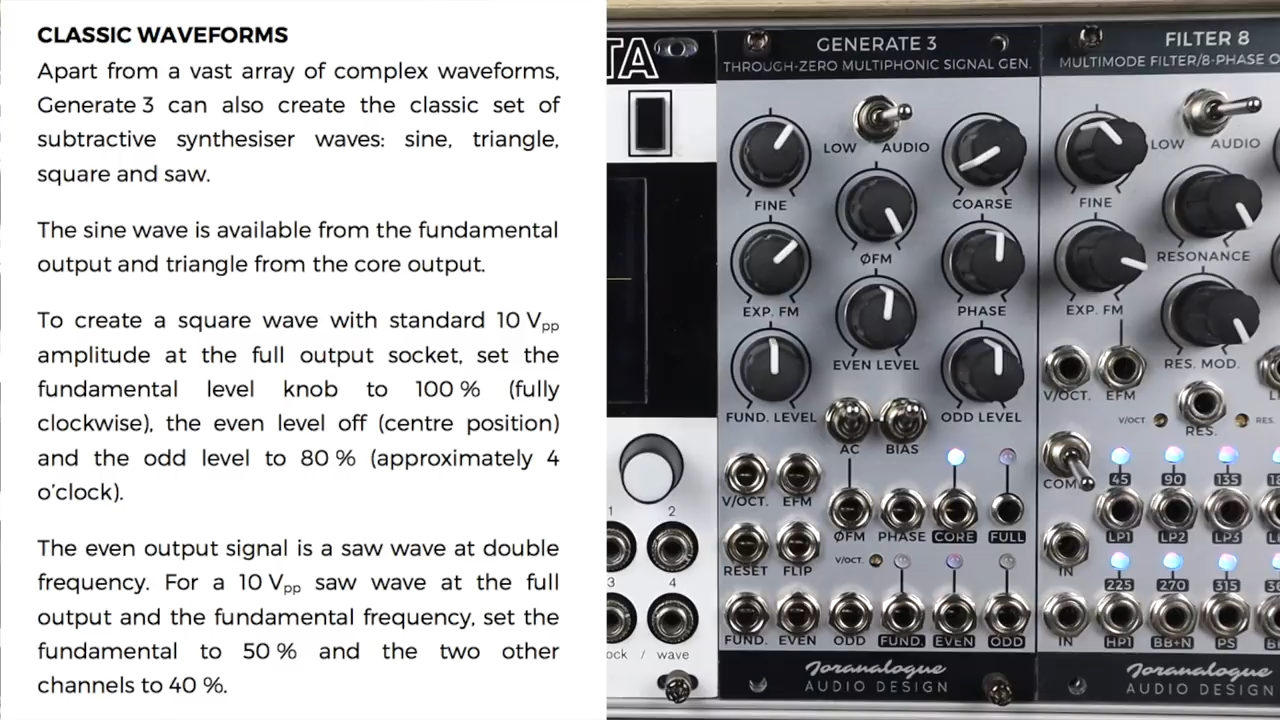 CLASSIC WAVEFORMS
Apart from a vast array of complex waveforms,
Generate 3 can also create the classic set of
subtractive synthesiser waves: sine, triangle,
square and saw.
The sine wave is available from the fundamental
output and triangle from the core output.
To create a square wave with standard 10 Vpp
amplitude at the full output socket, set the
fundamental level knob to 100 % (fully
clockwise), the even level off (centre position)
and the odd level to 80 % (approximately 4
o'clock).
The even output signal is a saw wave at double
frequency. For a 10 Vpp saw wave at the full
output and the fundamental frequency, set the
fundamental to 50 % and the two other
channels to 40 %.
TA
1 2
3 4
ock / wave
GENERATE 3
THROUGH-ZERO MULTIPHONIC SIGNAL GEN.
LOW AUDIO
FINE COARSE
ØFM
EXP. FM PHASE
EVEN LEVEL
FUND. LEVEL ODD LEVEL
AC BIAS
V/OCT. EFM
ØFM PHASE CORE FULL
RESET FLIP V/OCT.
FUND. EVEN ODD FUND. EVEN ODD
Joranalogue
AUDIO DESIGN
FILTER 8
MULTIMODE FILTER/8-PHASE O
LOW AUDIO
FINE
RESONANCE
EXP. FM
RES. MOD.
V/OCT. EFM
V/OCT. RES. RES.
COMP
45 90 135 18
LP1 LP2 LP3
IN
225 270 315
IN HP1 BB+N PS
Joranalogue
AUDIO DESIGN